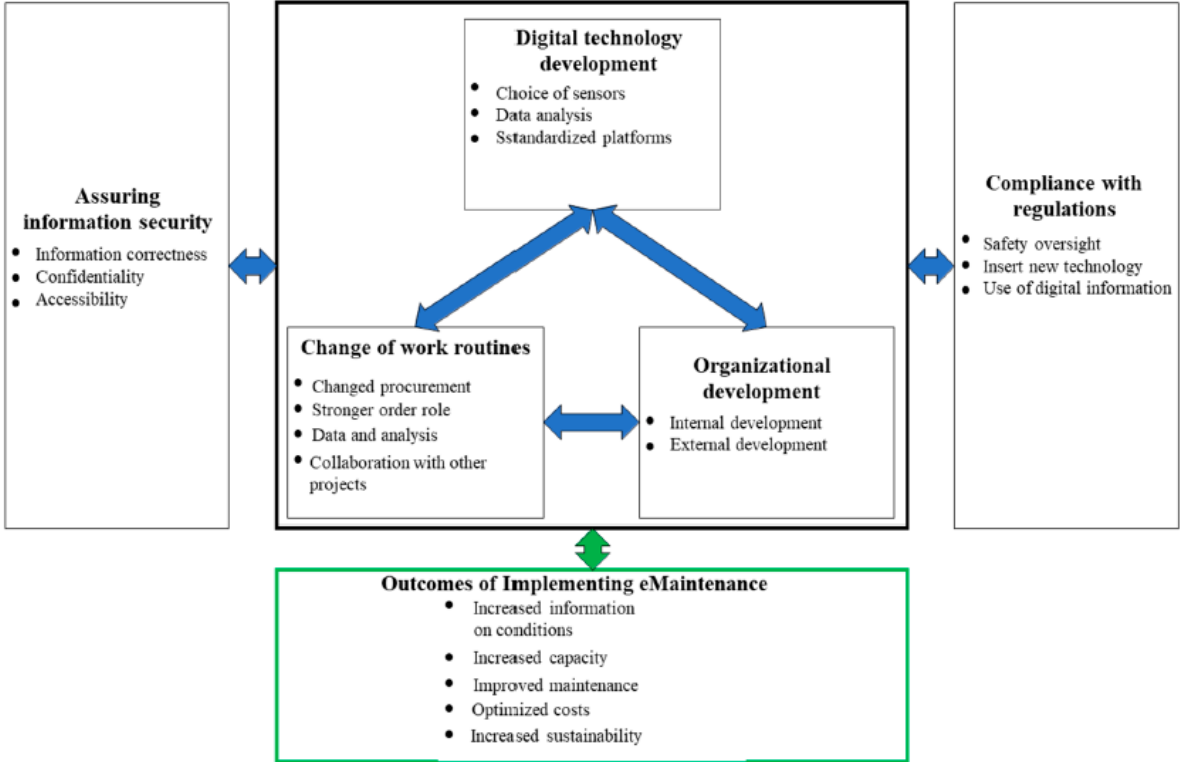 Digital technology
development
• Choice of sensors
• Data analysis
• Sstandardized platforms
Assuring
information security
• Information correctness
• Confidentiality
• Accessibility
Compliance with
regulations
• Safety oversight
• Insert new technology
• Use of digital information
Change of work routines
• Changed procurement
• Stronger order role
• Data and analysis
• Collaboration with other
projects
Organizational
development
• Internal development
• External development
Outcomes of Implementing eMaintenance
• Increased information
on conditions
• Increased capacity
• Improved maintenance
• Optimized costs
• Increased sustainability